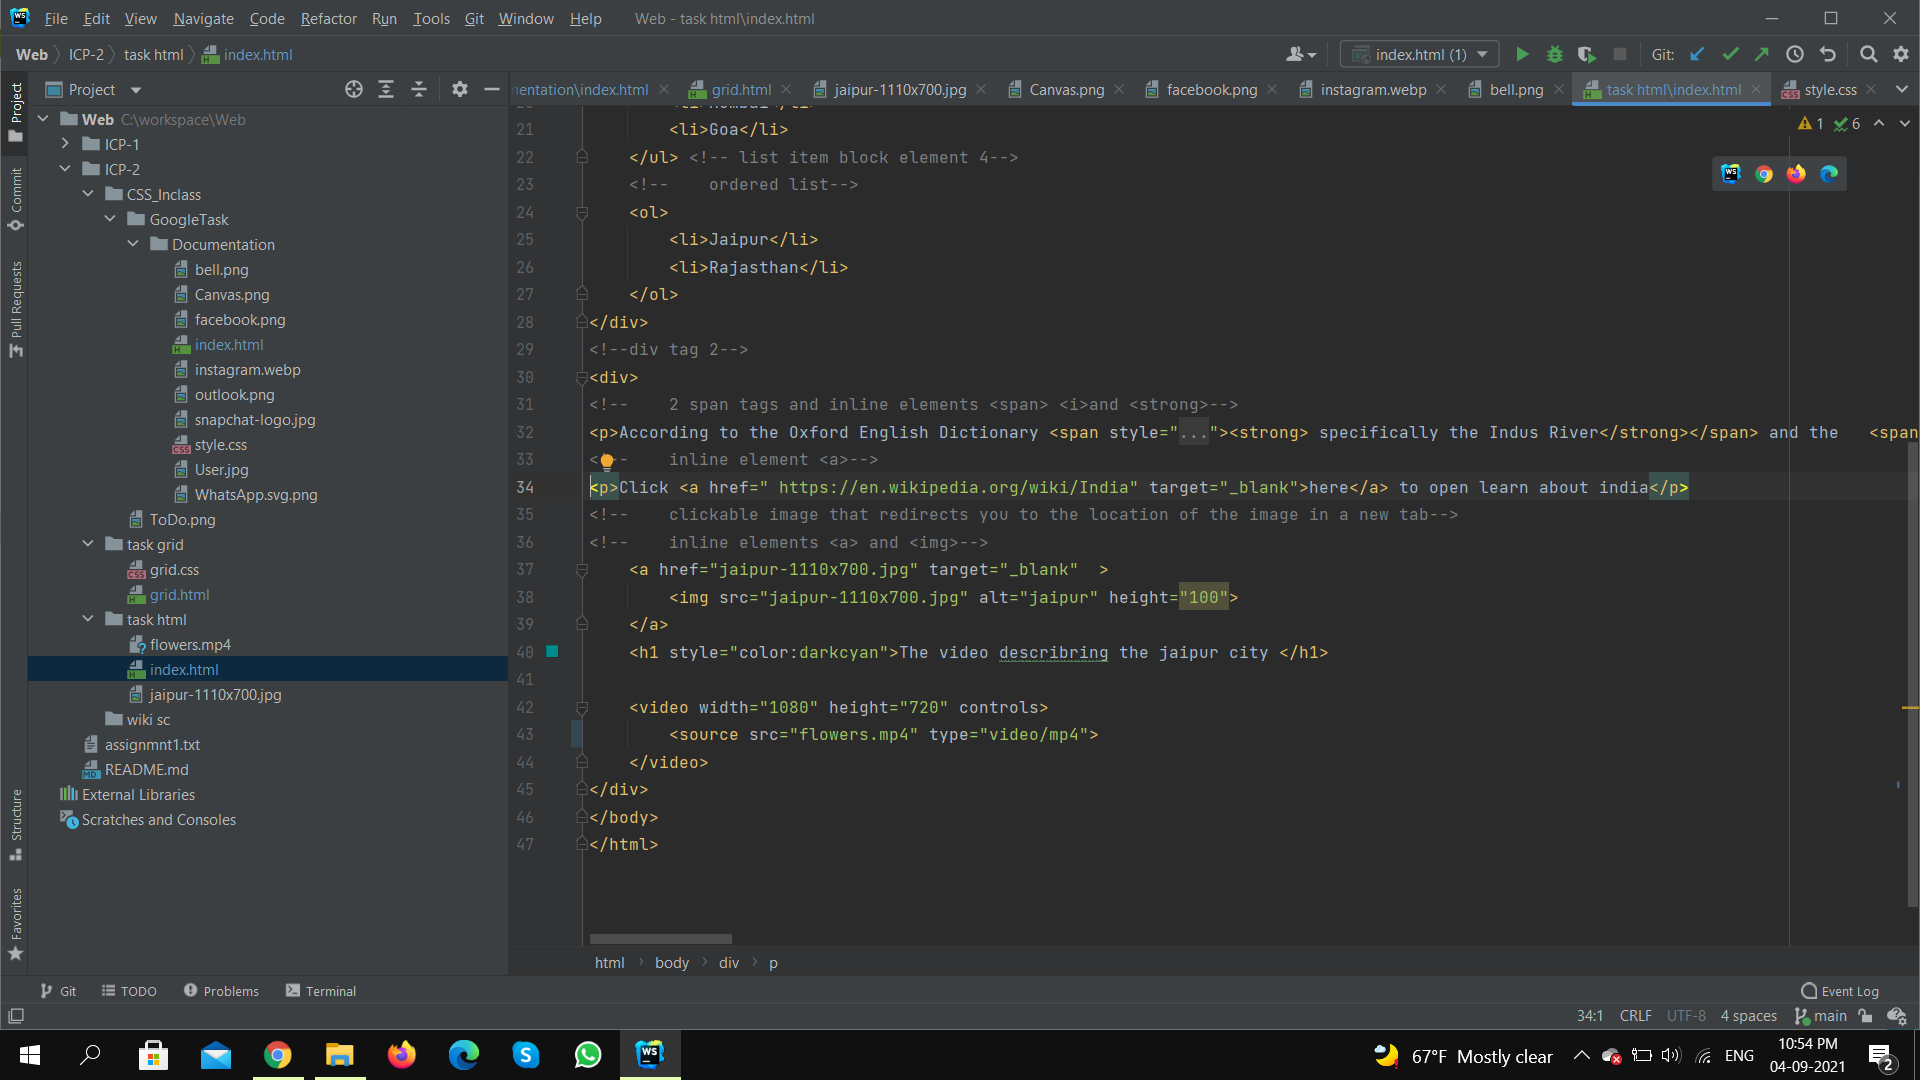 File Edit View Navigate Code Refactor Run Tools Git Window Help Web - task html\index.html
Web ICP-2 task html index.html index.html (1) Git:
Project
mentation\index.html grid.html jaipur-1110x700.jpg Canvas.png facebook.png instagram.webp bell.png task html\index.html style.css
Project
Commit
Pull Requests
Structure
Favorites
Web C:\workspace\Web
ICP-1
ICP-2
CSS_Inclass
GoogleTask
Documentation
bell.png
Canvas.png
facebook.png
index.html
instagram.webp
outlook.png
snapchat-logo.jpg
style.css
User.jpg
WhatsApp.svg.png
ToDo.png
task grid
grid.css
grid.html
task html
flowers.mp4
index.html
jaipur-1110x700.jpg
wiki sc
assignmnt1.txt
README.md
External Libraries
Scratches and Consoles
1 6
21 <li>Goa</li>
22 </ul> <!-- list item block element 4-->
23 <!-- ordered list-->
24 <ol>
25 <li>Jaipur</li>
26 <li>Rajasthan</li>
27 </ol>
28 </div>
29 <!--div tag 2-->
30 <div>
31 <!-- 2 span tags and inline elements <span> <i>and <strong>-->
32 <p>According to the Oxford English Dictionary <span style="..."><strong> specifically the Indus River</strong></span> and the <span
33 <!-- inline element <a>-->
34 <p>Click <a href=" https://en.wikipedia.org/wiki/India" target="_blank">here</a> to open learn about india</p>
35 <!-- clickable image that redirects you to the location of the image in a new tab-->
36 <!-- inline elements <a> and <img>-->
37 <a href="jaipur-1110x700.jpg" target="_blank" >
38 <img src="jaipur-1110x700.jpg" alt="jaipur" height="100">
39 </a>
40 <h1 style="color:darkcyan">The video describring the jaipur city </h1>
41
42 <video width="1080" height="720" controls>
43 <source src="flowers.mp4" type="video/mp4">
44 </video>
45 </div>
46 </body>
47 </html>
html body div p
Git TODO Problems Terminal Event Log
34:1 CRLF UTF-8 4 spaces main
67°F Mostly clear ENG 10:54 PM
04-09-2021 2